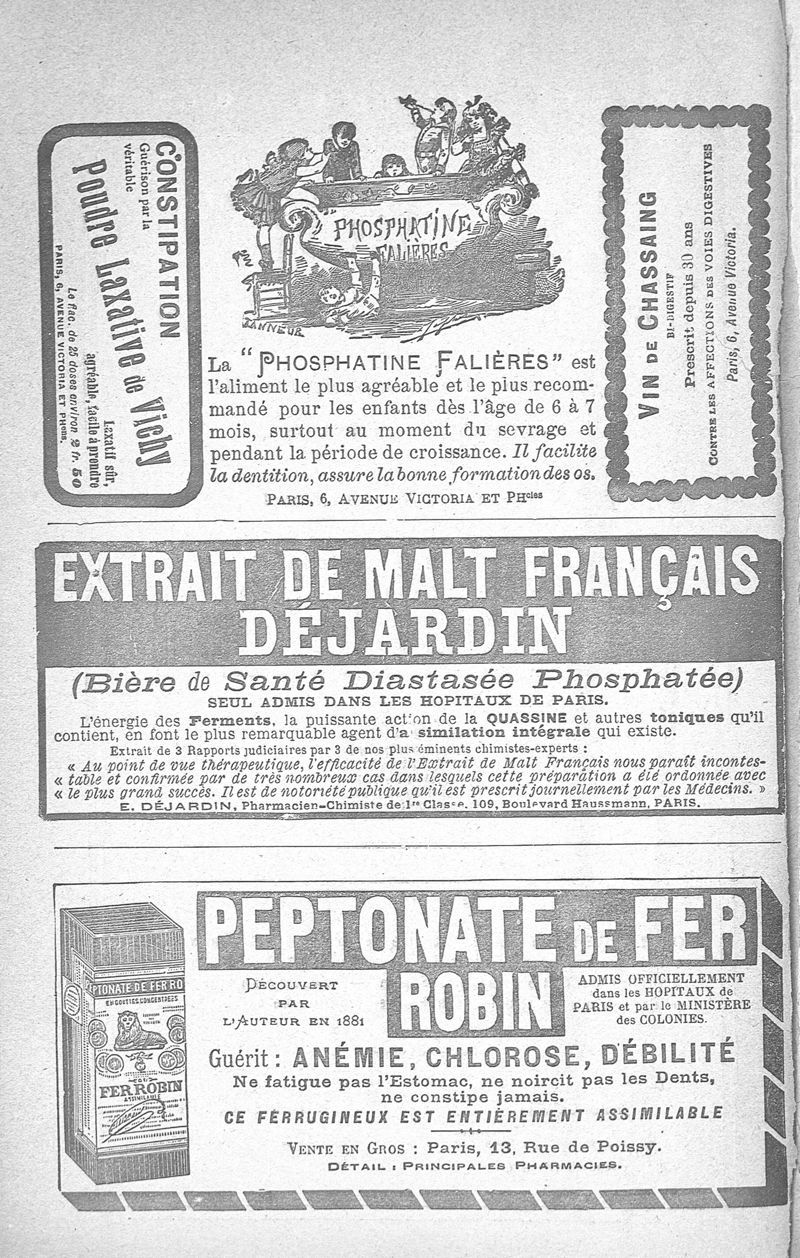 CONSTIPATION
Guérison par la
véritable
Poudre Laxative de Vichy
Laxatif sûr,
agréable, facile à prendre
Le flac. de 25 doses environ 2 fr. 50
PARIS, 6, AVENUE VICTORIA ET PHcies.
PHOSPHATINE
FALIÈRES
La "PHOSPHATINE FALIÈRES" est
l'aliment le plus agréable et le plus recom-
mandé pour les enfants dès l'âge de 6 à 7
mois, surtout au moment du sevrage et
pendant la période de croissance. Il facilite
la dentition, assure la bonne formation des os.
PARIS, 6, AVENUE VICTORIA ET PHcies
VIN DE CHASSAING
BI-DIGESTIF
Prescrit depuis 30 ans
CONTRE LES AFFECTIONS DES VOIES DIGESTIVES
Paris, 6, Avenue Victoria.
EXTRAIT DE MALT FRANÇAIS
DÉJARDIN
(Bière de Santé Diastasée Phosphatée)
SEUL ADMIS DANS LES HOPITAUX DE PARIS.
L'énergie des Ferments, la puissante act'on de la QUASSINE et autres toniques qu'il
contient, en font le plus remarquable agent d'a similation intégrale qui existe.
Extrait de 3 Rapports judiciaires par 3 de nos plus éminents chimistes-experts :
« Au point de vue thérapeutique, l'efficacité de l'Extrait de Malt Français nous paraît incontes-
« table et confirmée par de très nombreux cas dans lesquels cette préparation a été ordonnée avec
« le plus grand succès. Il est de notoriété publique qu'il est prescrit journellement par les Médecins. »
E. DÉJARDIN, Pharmacien-Chimiste de 1re Classe. 109, Boulevard Haussmann, PARIS.
PEPTONATE DE FER
ROBIN
DÉCOUVERT
PAR
L'AUTEUR EN 1881
ADMIS OFFICIELLEMENT
dans les HOPITAUX de
PARIS et par le MINISTÈRE
des COLONIES.
Guérit : ANÉMIE, CHLOROSE, DÉBILITÉ
Ne fatigue pas l'Estomac, ne noircit pas les Dents,
ne constipe jamais.
CE FERRUGINEUX EST ENTIÈREMENT ASSIMILABLE
VENTE EN GROS : Paris, 13, Rue de Poissy.
DÉTAIL : PRINCIPALES PHARMACIES.
PTONATE DE FER RO
EN GOUTTES CONCENTRÉES
FER ROBIN
ASSIMILABLE